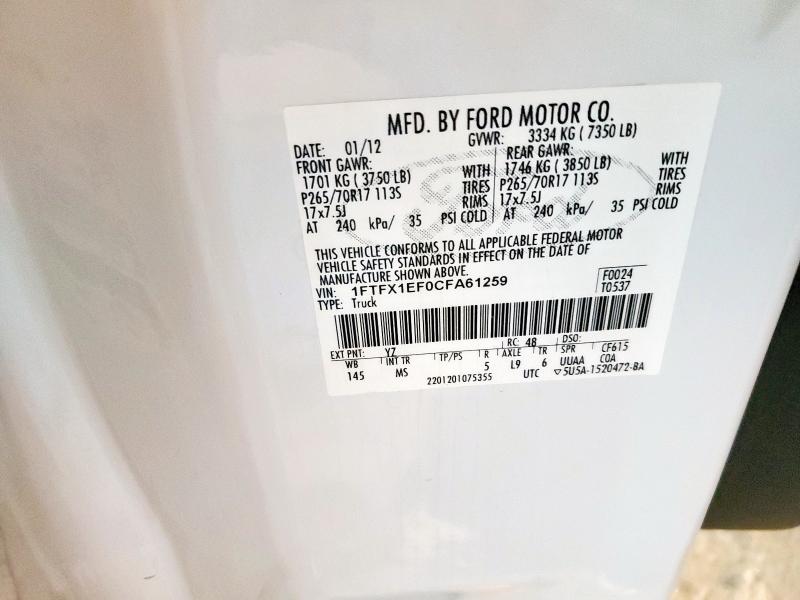 MFD. BY FORD MOTOR CO.
DATE: 01/12 GVWR: 3334 KG ( 7350 LB)
FRONT GAWR: REAR GAWR:
1701 KG ( 3750 LB) WITH 1746 KG ( 3850 LB) WITH
P265/70R17 113S TIRES P265/70R17 113S TIRES
17x7.5J RIMS 17x7.5J RIMS
AT 240 kPa/ 35 PSI COLD AT 240 kPa/ 35 PSI COLD
Ford
THIS VEHICLE CONFORMS TO ALL APPLICABLE FEDERAL MOTOR
VEHICLE SAFETY STANDARDS IN EFFECT ON THE DATE OF
MANUFACTURE SHOWN ABOVE.
VIN: 1FTFX1EF0CFA61259 F0024
TYPE: Truck T0537
EXT PNT: YZ RC: 48 DSO:
WB INT TR TP/PS R AXLE TR SPR CF615
145 MS 5 L9 6 UUAA COA
2201201075355 UTC ▽5U5A-1520472-BA